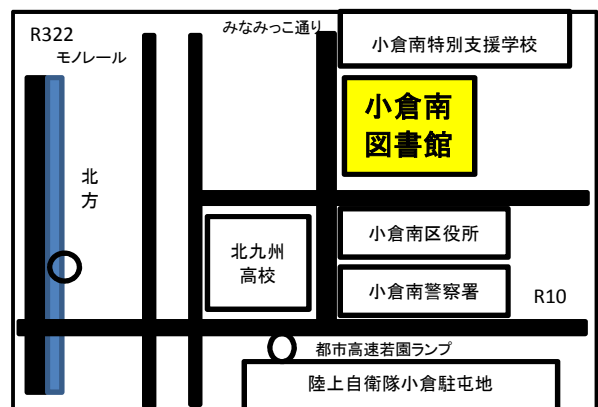 R322
モノレール
みなみっこ通り
小倉南特別支援学校
小倉南
図書館
北
方
北九州
高校
小倉南区役所
小倉南警察署
R10
都市高速若園ランプ
陸上自衛隊小倉駐屯地